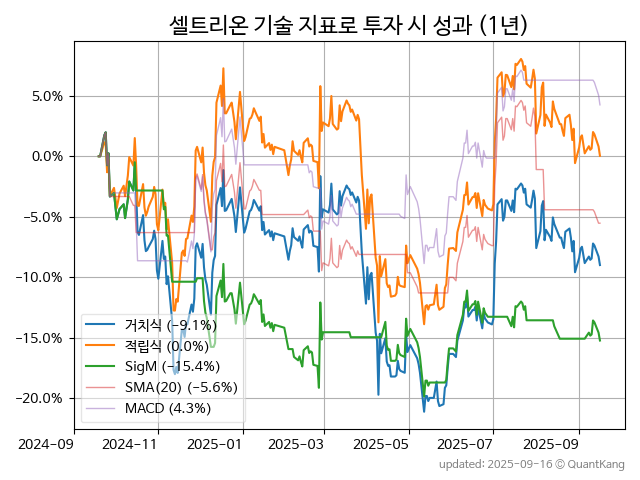 셀트리온 기술 지표로 투자 시 성과 (1년)
5.0%
0.0%
−5.0%
−10.0%
−15.0%
−20.0%
거치식 (−9.1%)
적립식 (0.0%)
SigM (−15.4%)
SMA(20) (−5.6%)
MACD (4.3%)
2024-09 2024-11 2025-01 2025-03 2025-05 2025-07 2025-09
updated: 2025-09-16 © QuantKang